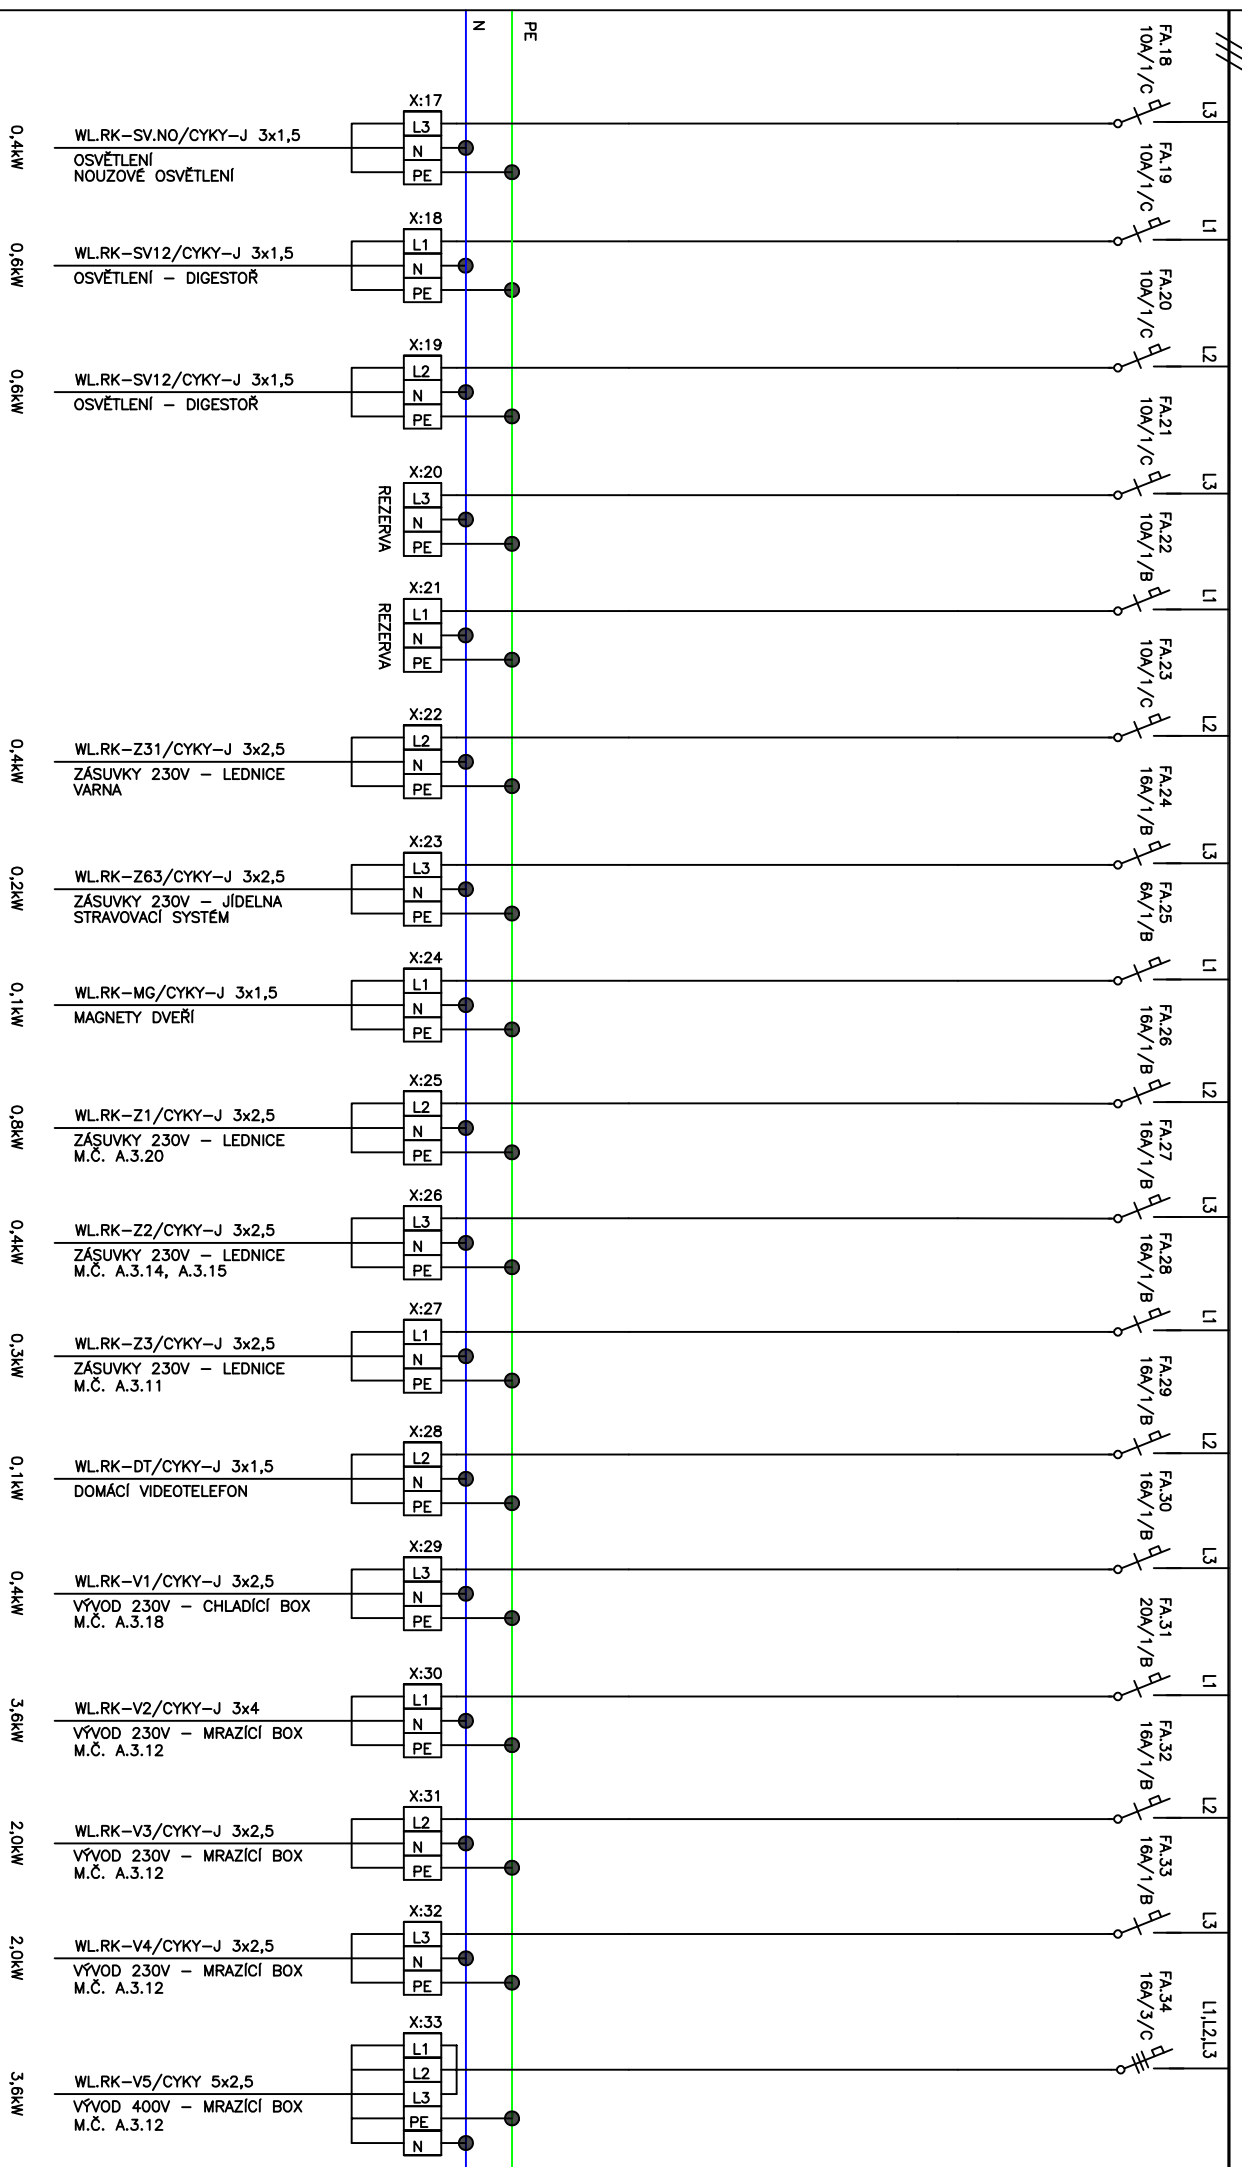 PE
N
FA.18
10A/1/C
L3
X:17
L3
N
PE
WL.RK-SV.NO/CYKY-J 3x1,5
OSVĚTLENÍ
NOUZOVÉ OSVĚTLENÍ
0,4kW
FA.19
10A/1/C
L1
X:18
L1
N
PE
WL.RK-SV12/CYKY-J 3x1,5
OSVĚTLENÍ - DIGESTOŘ
0,6kW
FA.20
10A/1/C
L2
X:19
L2
N
PE
WL.RK-SV12/CYKY-J 3x1,5
OSVĚTLENÍ - DIGESTOŘ
0,6kW
FA.21
10A/1/C
L3
X:20
L3
N
PE
REZERVA
FA.22
10A/1/B
L1
X:21
L1
N
PE
REZERVA
FA.23
10A/1/C
L2
X:22
L2
N
PE
WL.RK-Z31/CYKY-J 3x2,5
ZÁSUVKY 230V - LEDNICE
VARNA
0,4kW
FA.24
16A/1/B
L3
X:23
L3
N
PE
WL.RK-Z63/CYKY-J 3x2,5
ZÁSUVKY 230V - JÍDELNA
STRAVOVACÍ SYSTÉM
0,2kW
FA.25
6A/1/B
L1
X:24
L1
N
PE
WL.RK-MG/CYKY-J 3x1,5
MAGNETY DVEŘÍ
0,1kW
FA.26
16A/1/B
L2
X:25
L2
N
PE
WL.RK-Z1/CYKY-J 3x2,5
ZÁSUVKY 230V - LEDNICE
M.Č. A.3.20
0,8kW
FA.27
16A/1/B
L3
X:26
L3
N
PE
WL.RK-Z2/CYKY-J 3x2,5
ZÁSUVKY 230V - LEDNICE
M.Č. A.3.14, A.3.15
0,4kW
FA.28
16A/1/B
L1
X:27
L1
N
PE
WL.RK-Z3/CYKY-J 3x2,5
ZÁSUVKY 230V - LEDNICE
M.Č. A.3.11
0,3kW
FA.29
16A/1/B
L2
X:28
L2
N
PE
WL.RK-DT/CYKY-J 3x1,5
DOMÁCÍ VIDEOTELEFON
0,1kW
FA.30
16A/1/B
L3
X:29
L3
N
PE
WL.RK-V1/CYKY-J 3x2,5
VÝVOD 230V - CHLADÍCÍ BOX
M.Č. A.3.18
0,4kW
FA.31
20A/1/B
L1
X:30
L1
N
PE
WL.RK-V2/CYKY-J 3x4
VÝVOD 230V - MRAZÍCÍ BOX
M.Č. A.3.12
3,6kW
FA.32
16A/1/B
L2
X:31
L2
N
PE
WL.RK-V3/CYKY-J 3x2,5
VÝVOD 230V - MRAZÍCÍ BOX
M.Č. A.3.12
2,0kW
FA.33
16A/1/B
L3
X:32
L3
N
PE
WL.RK-V4/CYKY-J 3x2,5
VÝVOD 230V - MRAZÍCÍ BOX
M.Č. A.3.12
2,0kW
FA.34
16A/3/C
L1,L2,L3
X:33
L1
L2
L3
PE
N
WL.RK-V5/CYKY 5x2,5
VÝVOD 400V - MRAZÍCÍ BOX
M.Č. A.3.12
3,6kW